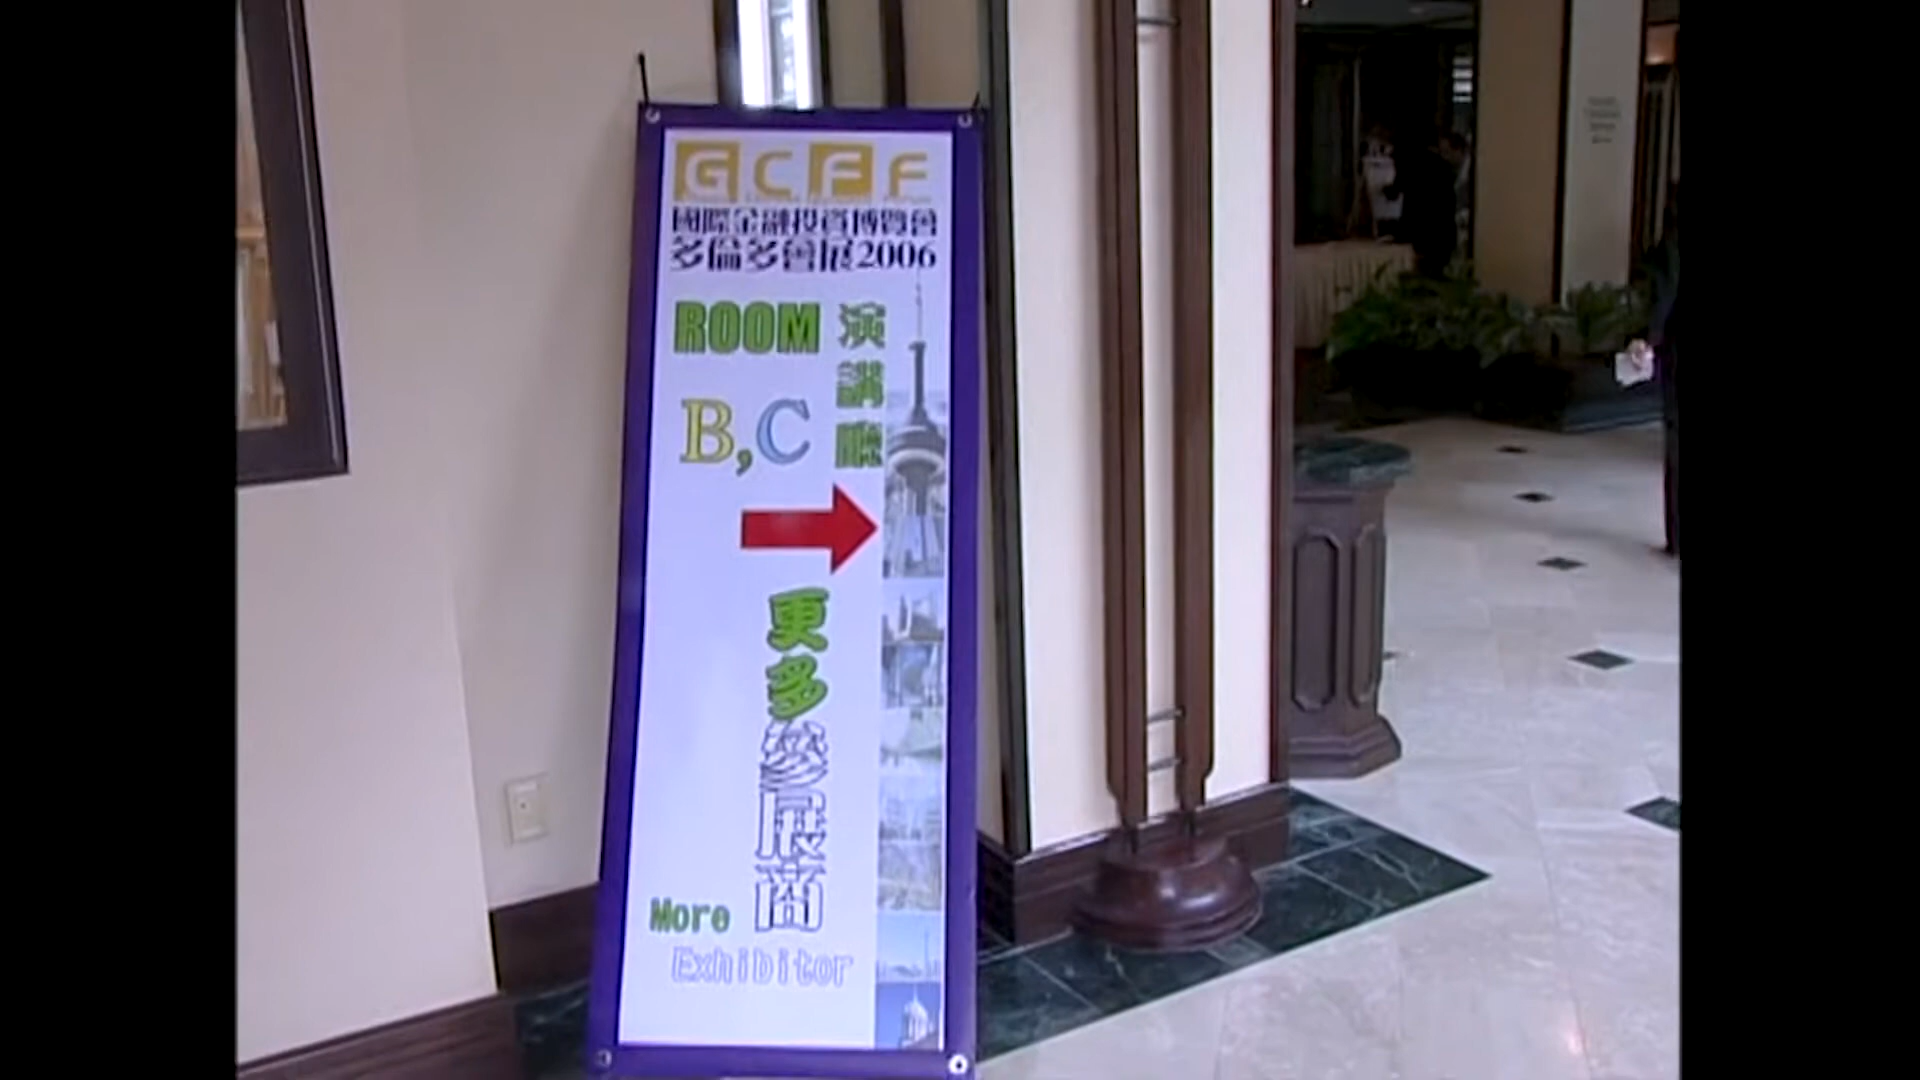 GCFF
國際金融投資博覽會
多倫多會展2006
ROOM
B,C
演講廳
更多參展商
More
Exhibitor